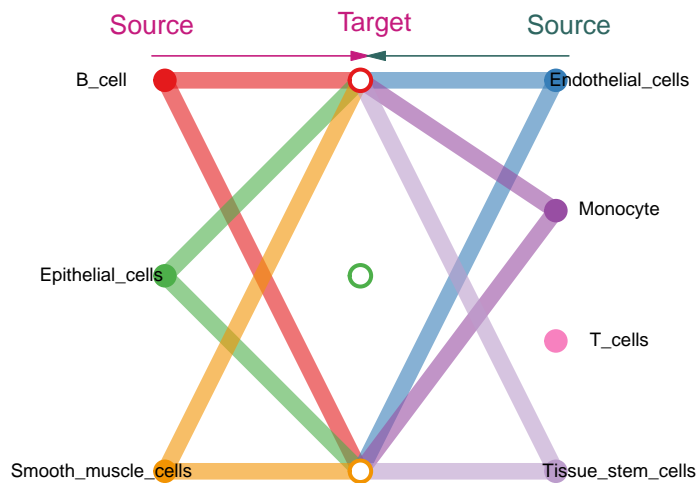 Source Target Source
B_cell Endothelial_cells
Monocyte
Epithelial_cells
T_cells
Smooth_muscle_cells Tissue_stem_cells